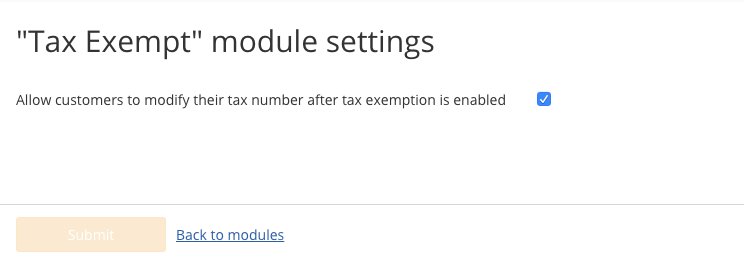 "Tax Exempt" module settings
Allow customers to modify their tax number after tax exemption is enabled
Submit Back to modules